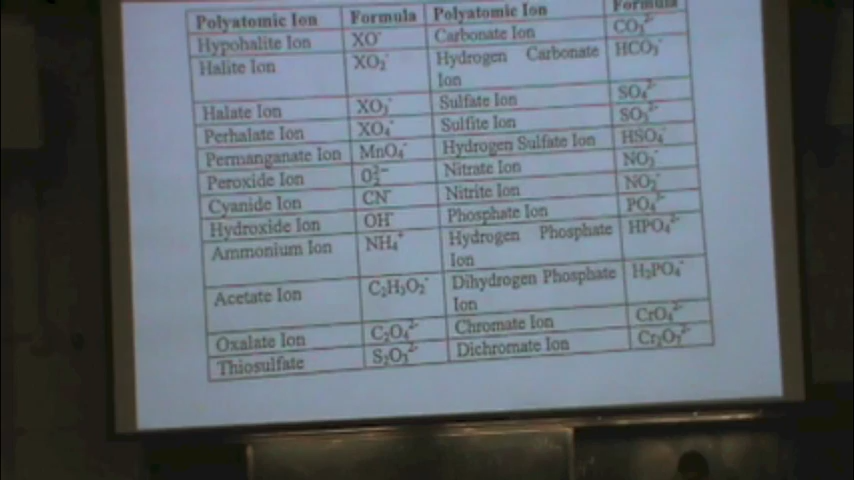 Polyatomic Ion Formula Polyatomic Ion Formula
Hypohalite Ion XO⁻ Carbonate Ion CO₃²⁻
Halite Ion XO₂⁻ Hydrogen Carbonate Ion HCO₃⁻
Halate Ion XO₃⁻ Sulfate Ion SO₄²⁻
Perhalate Ion XO₄⁻ Sulfite Ion SO₃²⁻
Permanganate Ion MnO₄⁻ Hydrogen Sulfate Ion HSO₄⁻
Peroxide Ion O₂²⁻ Nitrate Ion NO₃⁻
Cyanide Ion CN⁻ Nitrite Ion NO₂⁻
Hydroxide Ion OH⁻ Phosphate Ion PO₄³⁻
Ammonium Ion NH₄⁺ Hydrogen Phosphate Ion HPO₄²⁻
Acetate Ion C₂H₃O₂⁻ Dihydrogen Phosphate Ion H₂PO₄⁻
Oxalate Ion C₂O₄²⁻ Chromate Ion CrO₄²⁻
Thiosulfate S₂O₃²⁻ Dichromate Ion Cr₂O₇²⁻